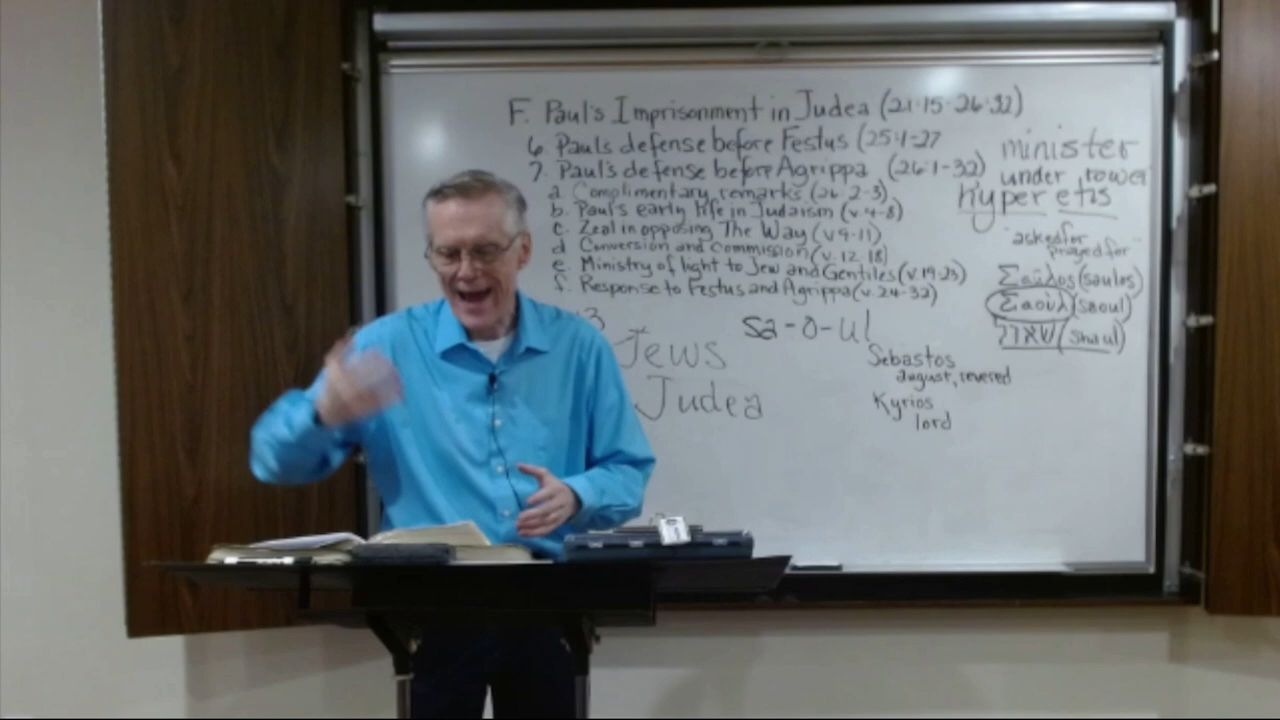 F. Paul's Imprisonment in Judea (21:15-26:32)
6. Paul's defense before Festus (25:1-27
7. Paul's defense before Agrippa (26:1-32)
a. Complimentary remarks (26:2-3)
b. Paul's early life in Judaism (v.4-8)
c. Zeal in opposing The Way (v 9-11)
d Conversion and Commission (v.12-18)
e Ministry of light to Jew and Gentiles (v.19-23)
f. Response to Festus and Agrippa (v.24-32)
3
Jews
Judea
sa-o-ul
Sebastos
august, revered
Kyrios
lord
minister
under rower
hyperetis
"asked for
prayed for"
Σαῦλος (saulos)
Σαοὺλ (saoul)
שאול (shaul)